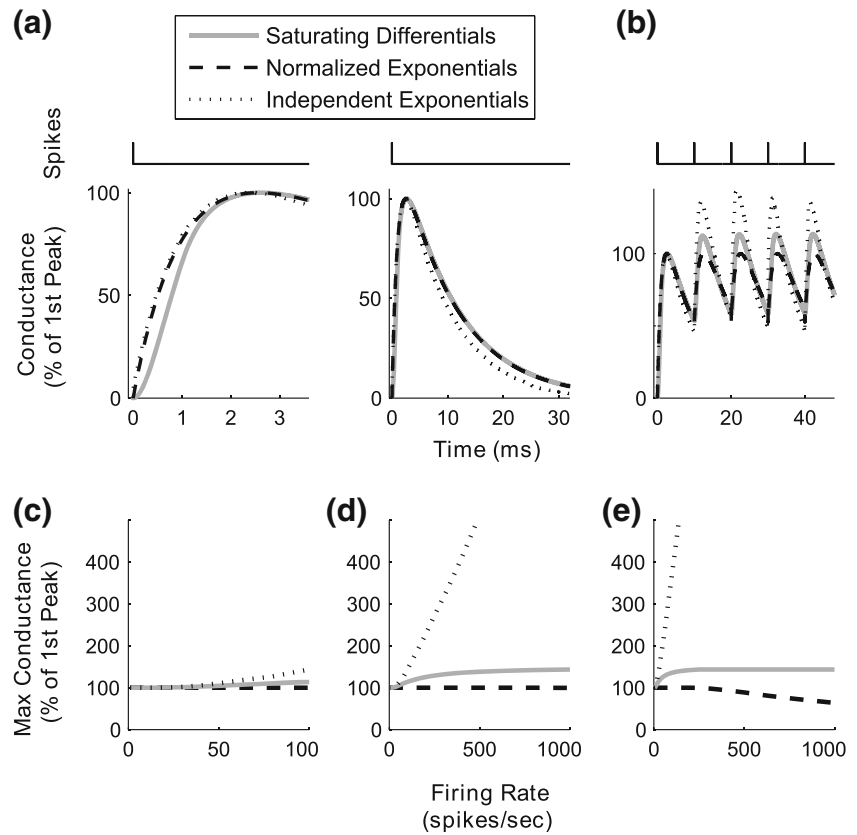 (a)
(b)
Saturating Differentials
Normalized Exponentials
Independent Exponentials
Spikes
Conductance
(% of 1st Peak)
100
50
0
0 1 2 3
100
50
0
0 10 20 30
100
0
0 20 40
Time (ms)
(c)
(d)
(e)
Max Conductance
(% of 1st Peak)
400
300
200
100
0
0 50 100
400
300
200
100
0
0 500 1000
400
300
200
100
0
0 500 1000
Firing Rate
(spikes/sec)